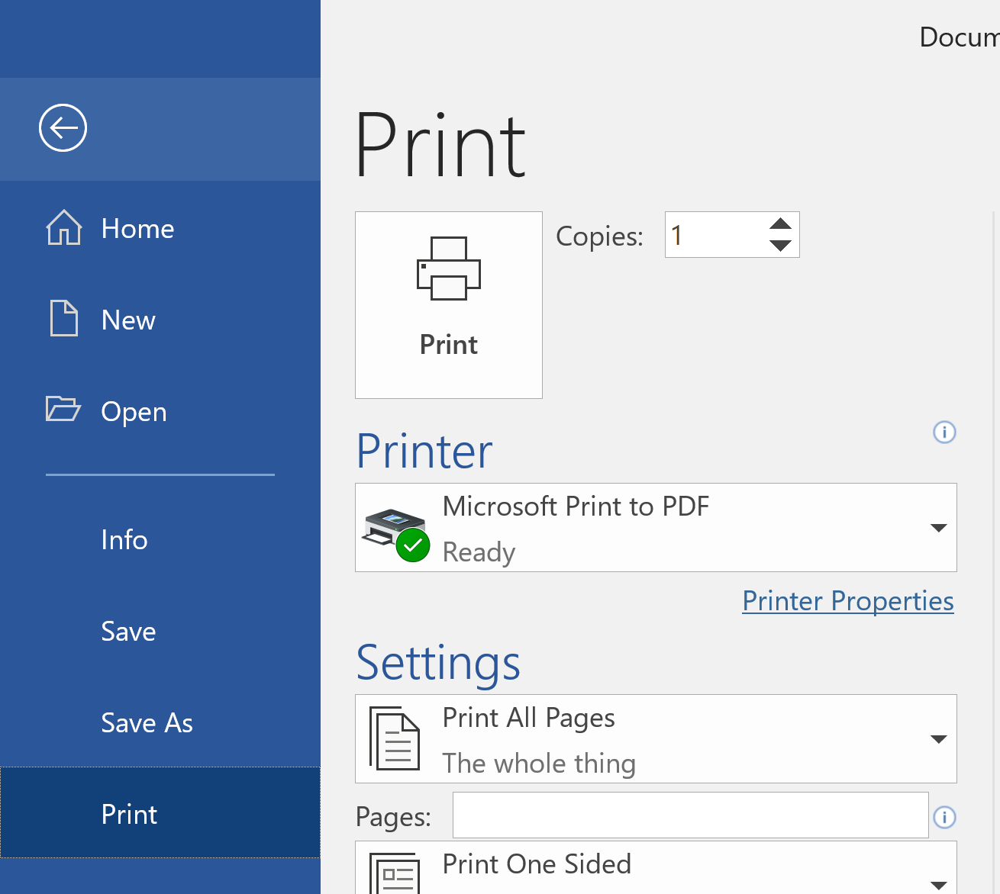 Docum
Print
Home
New
Open
Info
Save
Save As
Print
Print
Copies:
1
Printer
Microsoft Print to PDF
Ready
Printer Properties
Settings
Print All Pages
The whole thing
Pages:
Print One Sided